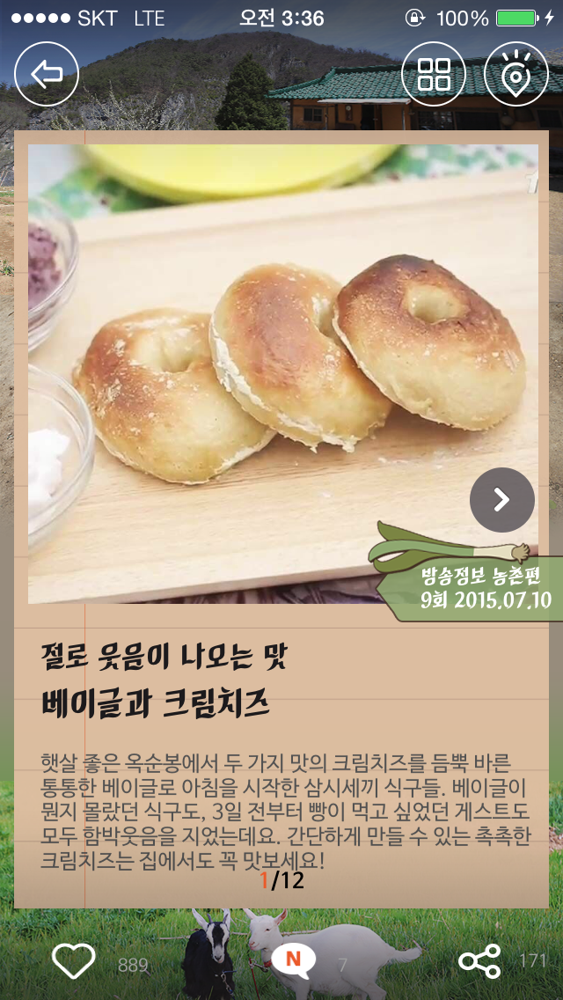 SKT LTE 오전 3:36 100%
방송정보 농촌편
9회 2015.07.10
절로 웃음이 나오는 맛
베이글과 크림치즈
햇살 좋은 옥순봉에서 두 가지 맛의 크림치즈를 듬뿍 바른
통통한 베이글로 아침을 시작한 삼시세끼 식구들. 베이글이
뭔지 몰랐던 식구도, 3일 전부터 빵이 먹고 싶었던 게스트도
모두 함박웃음을 지었는데요. 간단하게 만들 수 있는 촉촉한
크림치즈는 집에서도 꼭 맛보세요!
1/12
889 N 7 171